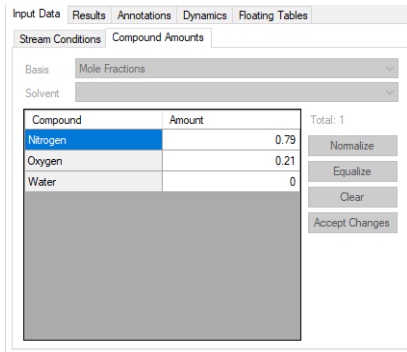 Input Data Results Annotations Dynamics Floating Tables
Stream Conditions Compound Amounts
Basis Mole Fractions
Solvent
Compound Amount Total: 1
Nitrogen 0.79 Normalize
Oxygen 0.21 Equalize
Water 0 Clear
Accept Changes